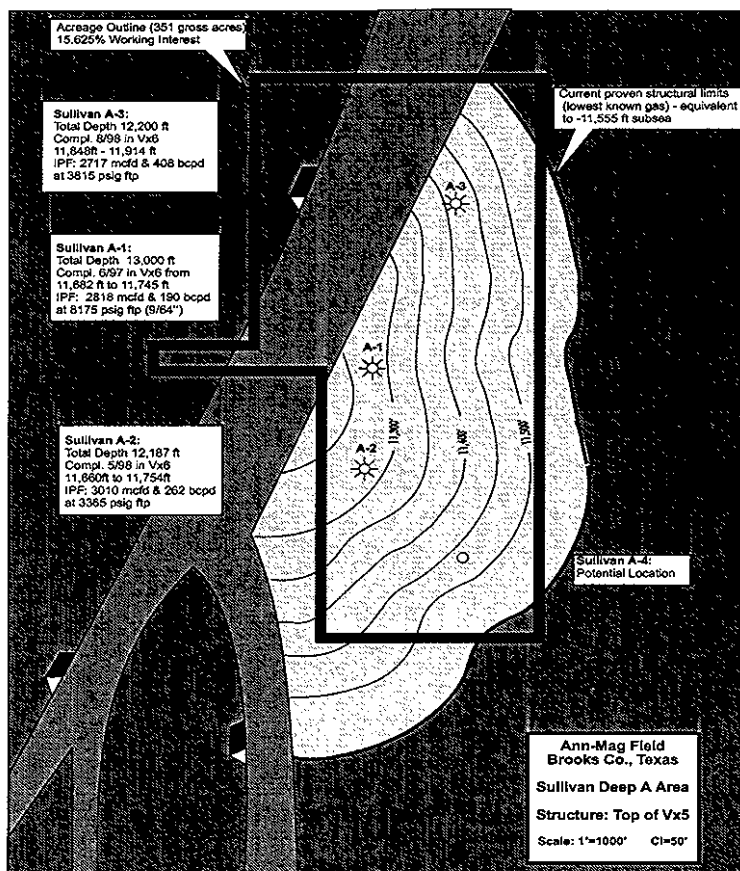 Acreage Outline (351 gross acres)
15.625% Working Interest
Current proven structural limits
(lowest known gas) - equivalent
to -11,555 ft subsea
Sullivan A-3:
Total Depth 12,200 ft
Compl. 8/98 in Vx6
11,848ft - 11,914 ft
IPF: 2717 mcfd & 408 bcpd
at 3815 psig ftp
A-3
Sullivan A-1:
Total Depth 13,000 ft
Compl. 6/97 in Vx6 from
11,682 ft to 11,745 ft
IPF: 2818 mcfd & 190 bcpd
at 8175 psig ftp (9/64")
A-1
Sullivan A-2:
Total Depth 12,187 ft
Compl. 5/98 in Vx6
11,660ft to 11,754ft
IPF: 3010 mcfd & 262 bcpd
at 3365 psig ftp
A-2
11,300'
11,400'
11,500'
Sullivan A-4:
Potential Location
Ann-Mag Field
Brooks Co., Texas
Sullivan Deep A Area
Structure: Top of Vx5
Scale: 1"=1000' CI=50'